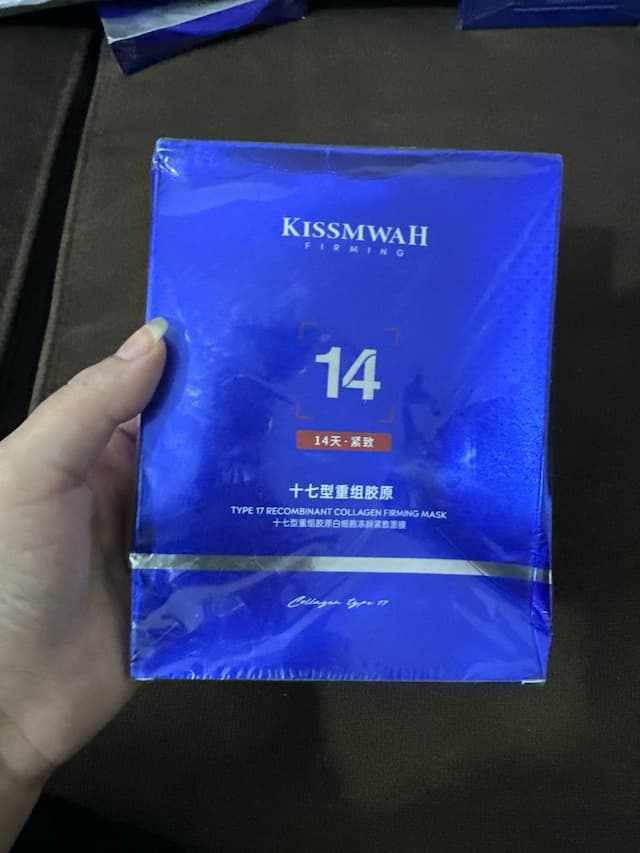 KISSMWAH
FIRMING
14
14天·紧致
十七型重组胶原
TYPE 17 RECOMBINANT COLLAGEN FIRMING MASK
十七型重组胶原白细胞冻龄紧致面膜
Collagen type 17